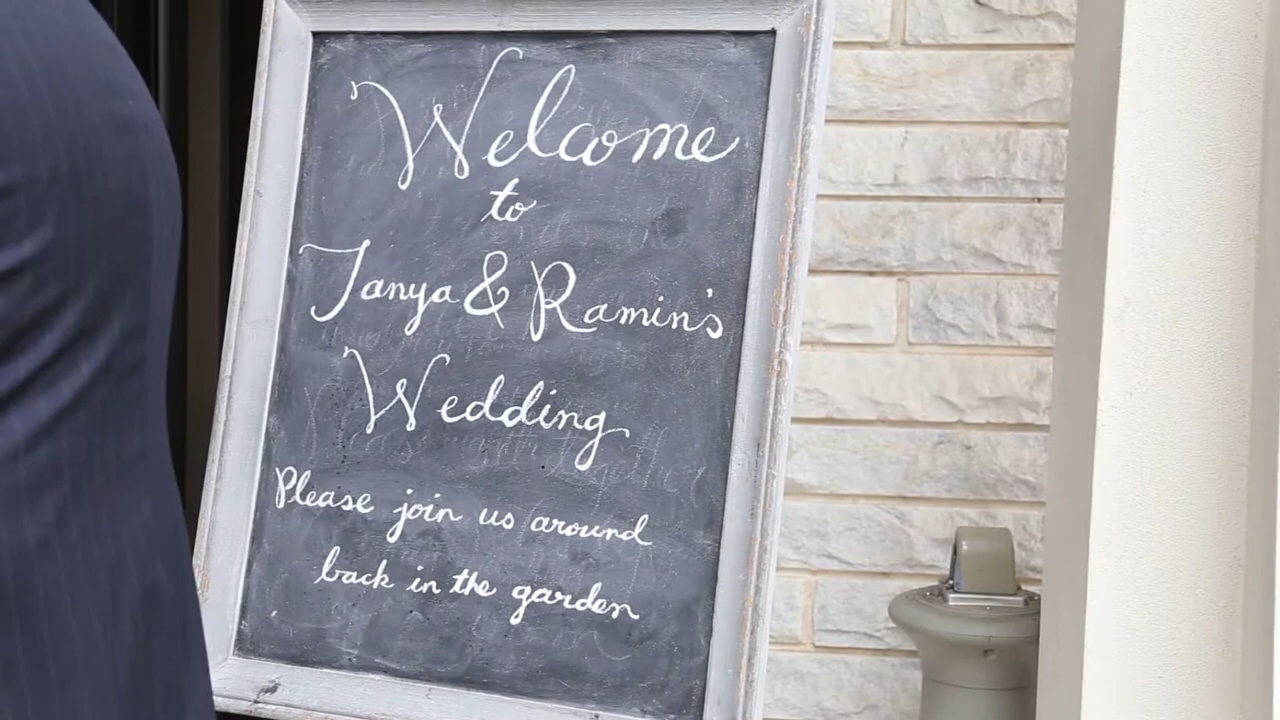 Welcome
to
Tanya & Ramin's
Wedding
Please join us around
back in the garden